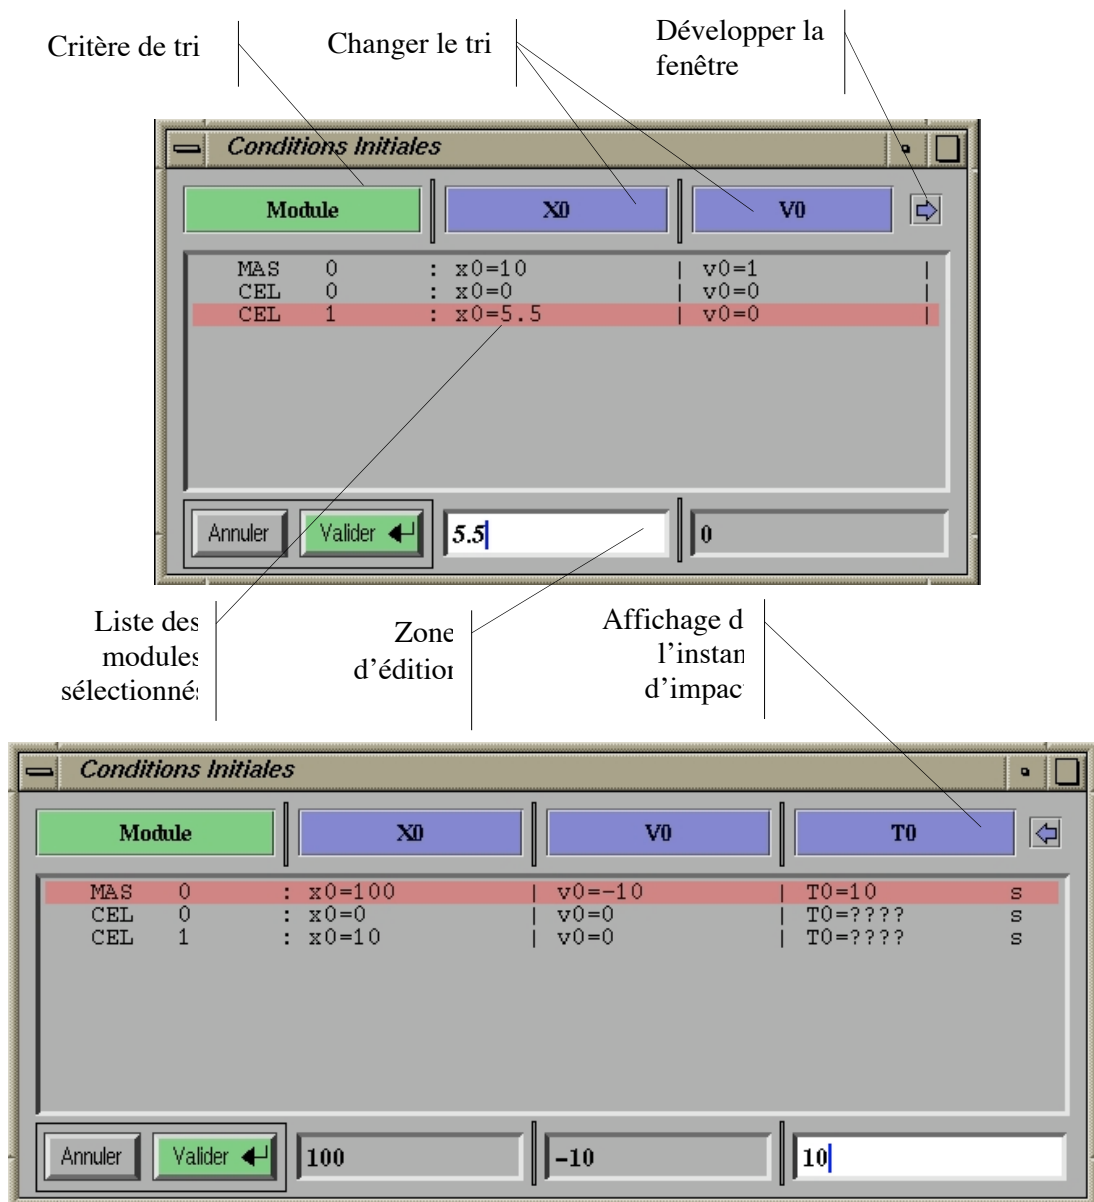 Critère de tri
Changer le tri
Développer la
fenêtre
Conditions Initiales
Module X0 V0
MAS 0 : x0=10 | v0=1 |
CEL 0 : x0=0 | v0=0 |
CEL 1 : x0=5.5 | v0=0 |
Annuler Valider 5.5 0
Liste des
modules
sélectionnés
Zone
d'édition
Affichage d
l'instan
d'impac
Conditions Initiales
Module X0 V0 T0
MAS 0 : x0=100 | v0=-10 | T0=10 s
CEL 0 : x0=0 | v0=0 | T0=???? s
CEL 1 : x0=10 | v0=0 | T0=???? s
Annuler Valider 100 -10 10